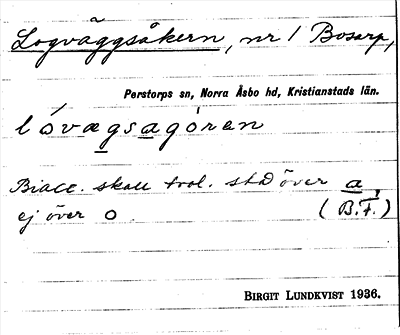 Logväggsåkern, nr 1 Bosarp,
Perstorps sn, Norra Åsbo hd, Kristianstads län.
lóvægsagóren
Biacc. skall trol. stå över a,
ej över o. (B.F.)
BIRGIT LUNDKVIST 1936.